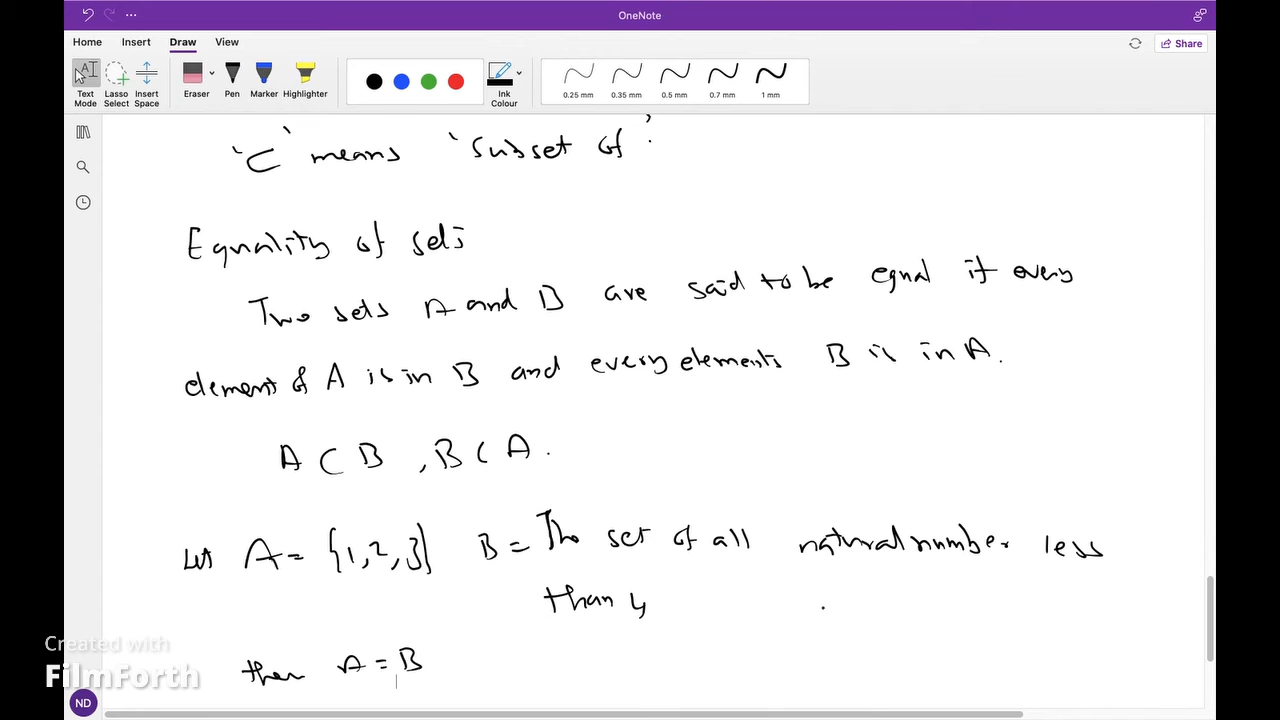 OneNote
Home Insert Draw View
Share
Text Mode
Lasso Select
Insert Space
Eraser
Pen
Marker
Highlighter
Ink Colour
0.25 mm
0.35 mm
0.5 mm
0.7 mm
1 mm
'⊂' means 'subset of'.
Equality of sets
Two sets A and B are said to be equal if every
element of A is in B and every elements B is in A.
A ⊂ B , B ⊂ A.
Let A = {1,2,3} B = The set of all natural number less
than 4
then A = B
Created with
FilmForth
ND